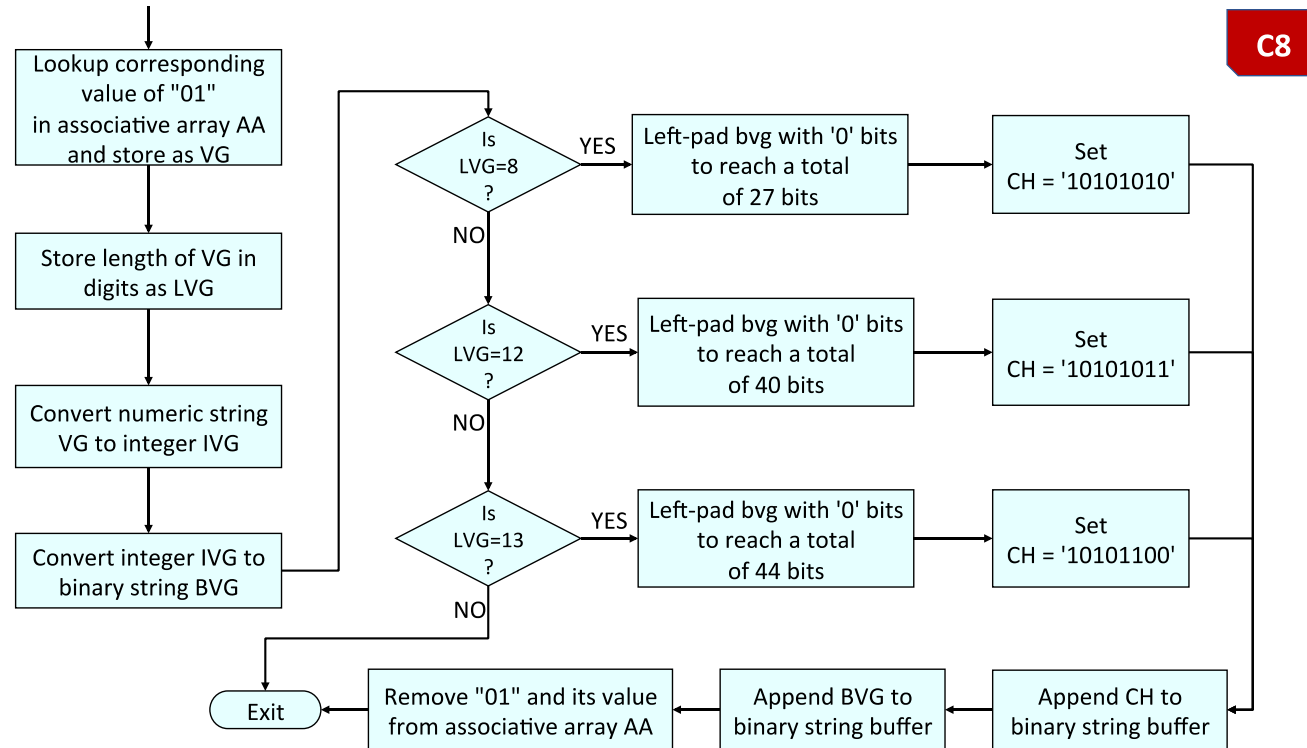 C8
Lookup corresponding
value of "01"
in associative array AA
and store as VG
Store length of VG in
digits as LVG
Convert numeric string
VG to integer IVG
Convert integer IVG to
binary string BVG
Is
LVG=8
?
YES
Left-pad bvg with '0' bits
to reach a total
of 27 bits
Set
CH = '10101010'
NO
Is
LVG=12
?
YES
Left-pad bvg with '0' bits
to reach a total
of 40 bits
Set
CH = '10101011'
NO
Is
LVG=13
?
YES
Left-pad bvg with '0' bits
to reach a total
of 44 bits
Set
CH = '10101100'
NO
Append CH to
binary string buffer
Append BVG to
binary string buffer
Remove "01" and its value
from associative array AA
Exit